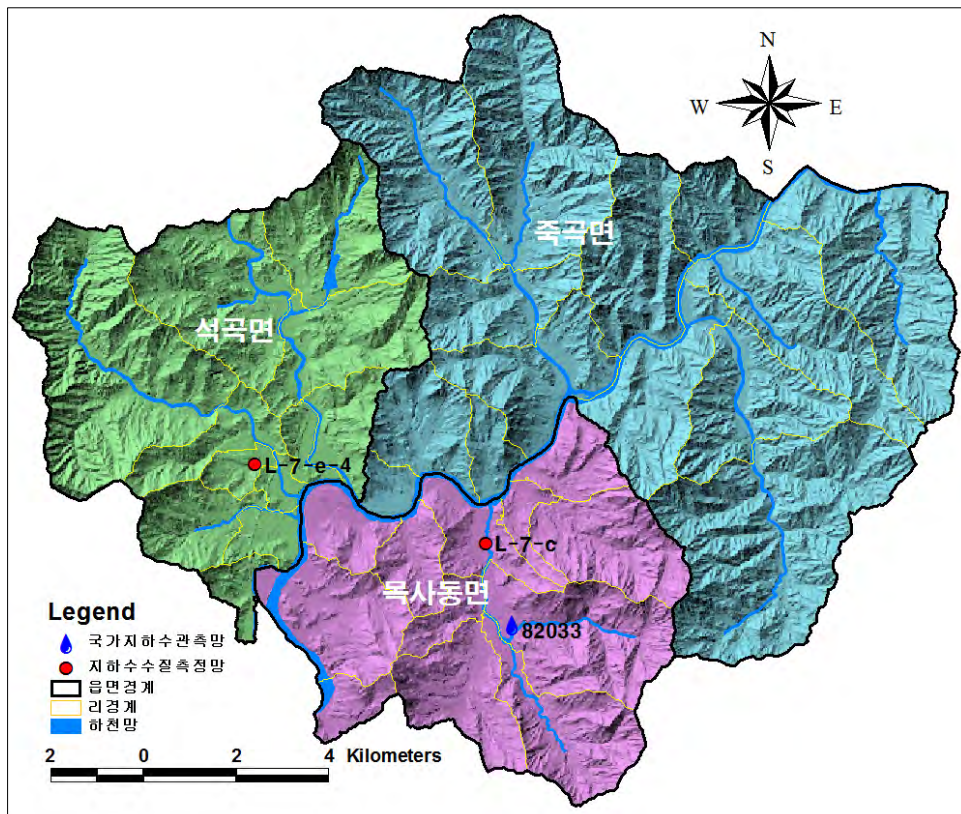 N
W E
S
죽곡면
석곡면
L-7-e-4
L-7-c
목사동면
82033
Legend
국가지하수관측망
지하수수질측정망
읍면경계
리경계
하천망
2 0 2 4 Kilometers